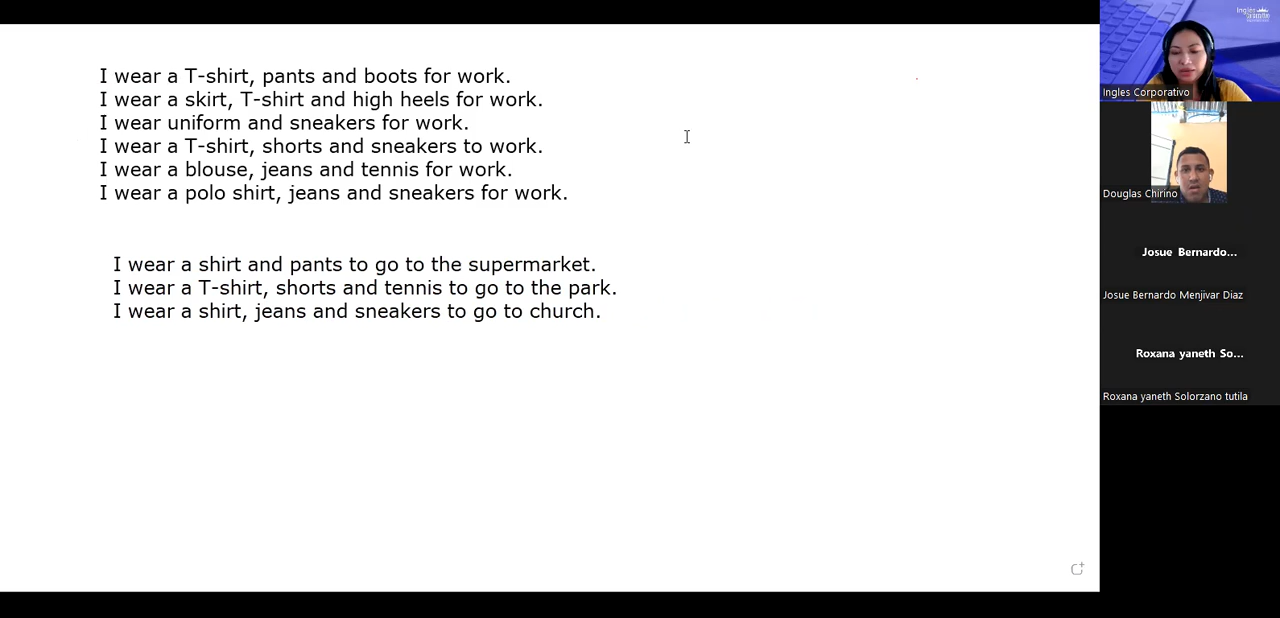 I wear a T-shirt, pants and boots for work.
I wear a skirt, T-shirt and high heels for work.
I wear uniform and sneakers for work.
I wear a T-shirt, shorts and sneakers to work.
I wear a blouse, jeans and tennis for work.
I wear a polo shirt, jeans and sneakers for work.
I wear a shirt and pants to go to the supermarket.
I wear a T-shirt, shorts and tennis to go to the park.
I wear a shirt, jeans and sneakers to go to church.
Ingles
Ingles Corporativo
Douglas Chirino
Josue Bernardo...
Josue Bernardo Menjivar Diaz
Roxana yaneth So...
Roxana yaneth Solorzano tutila